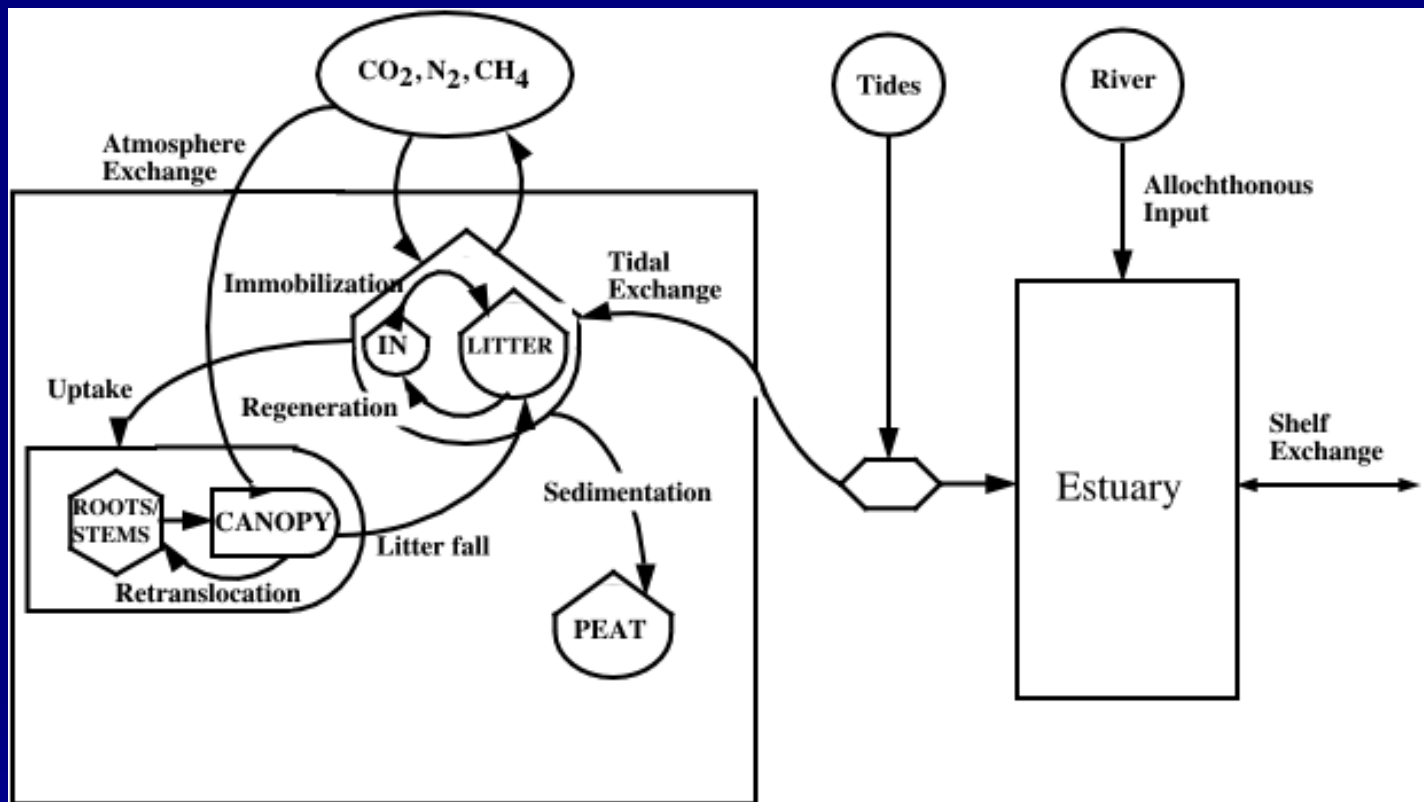 CO2, N2, CH4
Tides
River
Atmosphere
Exchange
Allochthonous
Input
Immobilization
Tidal
Exchange
IN
LITTER
Uptake
Regeneration
Shelf
Exchange
Sedimentation
Estuary
ROOTS/
STEMS
CANOPY
Litter fall
Retranslocation
PEAT